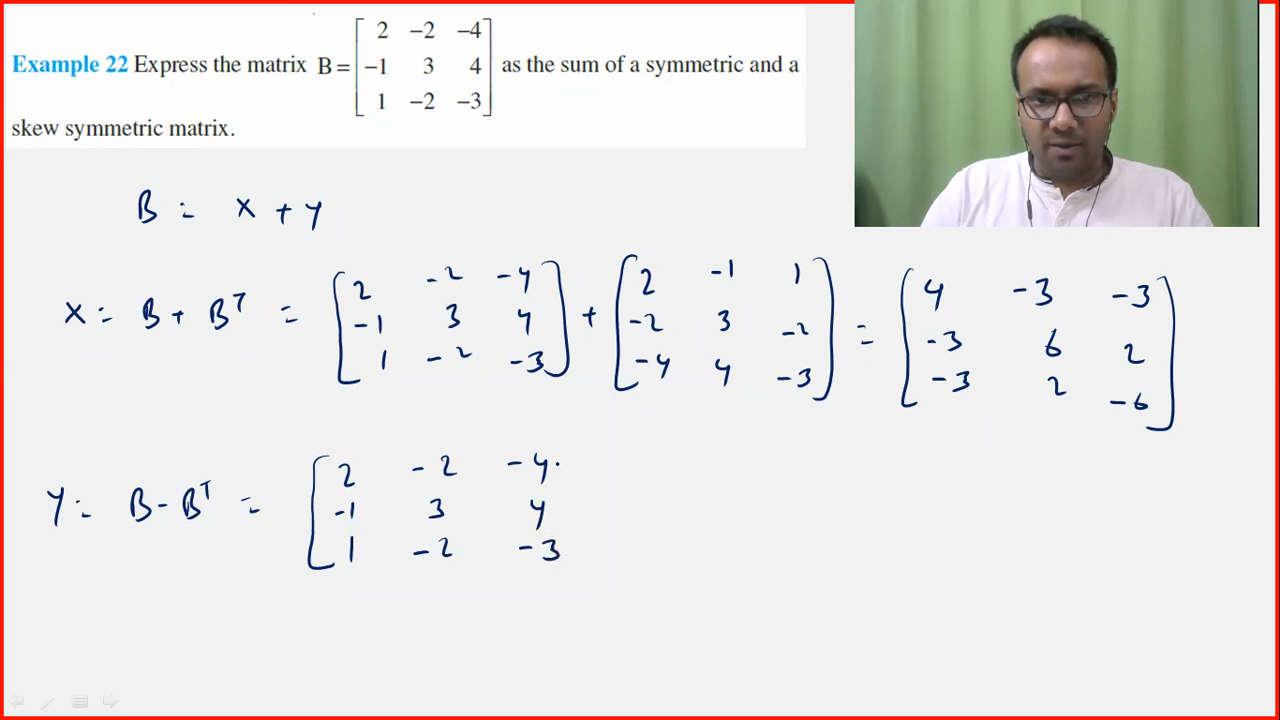 Example 22 Express the matrix B = [ 2 −2 −4 ; −1 3 4 ; 1 −2 −3 ] as the sum of a symmetric and a
skew symmetric matrix.
B = X + Y
X = B + Bᵀ = [ 2 -2 -4 ; -1 3 4 ; 1 -2 -3 ] + [ 2 -1 1 ; -2 3 -2 ; -4 4 -3 ] = [ 4 -3 -3 ; -3 6 2 ; -3 2 -6 ]
Y = B - Bᵀ = [ 2 -2 -4 ; -1 3 4 ; 1 -2 -3